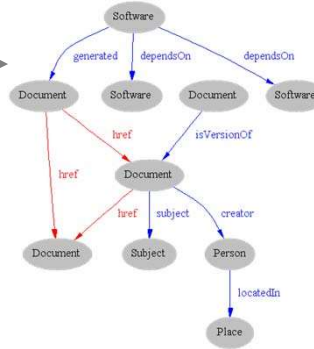 Software
generated
dependsOn
dependsOn
Document
Software
Document
Software
href
isVersionOf
href
Document
href
subject
creator
Document
Subject
Person
locatedIn
Place